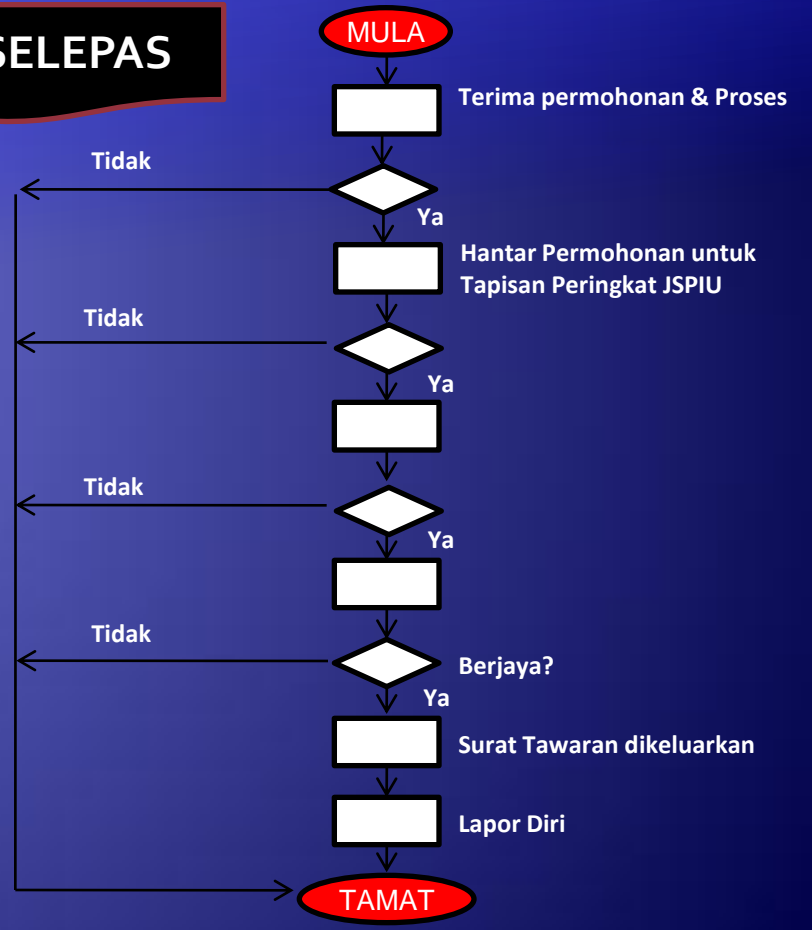 SELEPAS
MULA
Terima permohonan & Proses
Tidak
Ya
Hantar Permohonan untuk
Tapisan Peringkat JSPIU
Tidak
Ya
Tidak
Ya
Tidak
Berjaya?
Ya
Surat Tawaran dikeluarkan
Lapor Diri
TAMAT